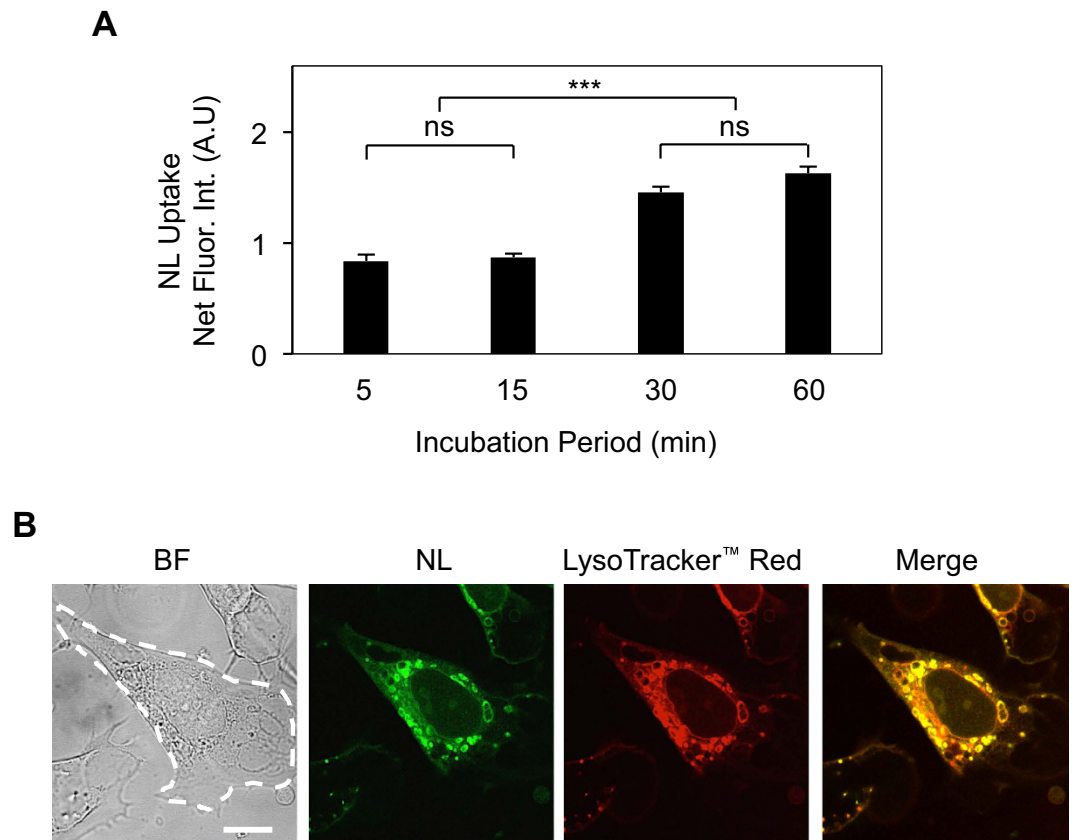 A
***
ns
ns
2
1
0
NL Uptake
Net Fluor. Int. (A.U)
5 15 30 60
Incubation Period (min)
B
BF NL LysoTracker™ Red Merge